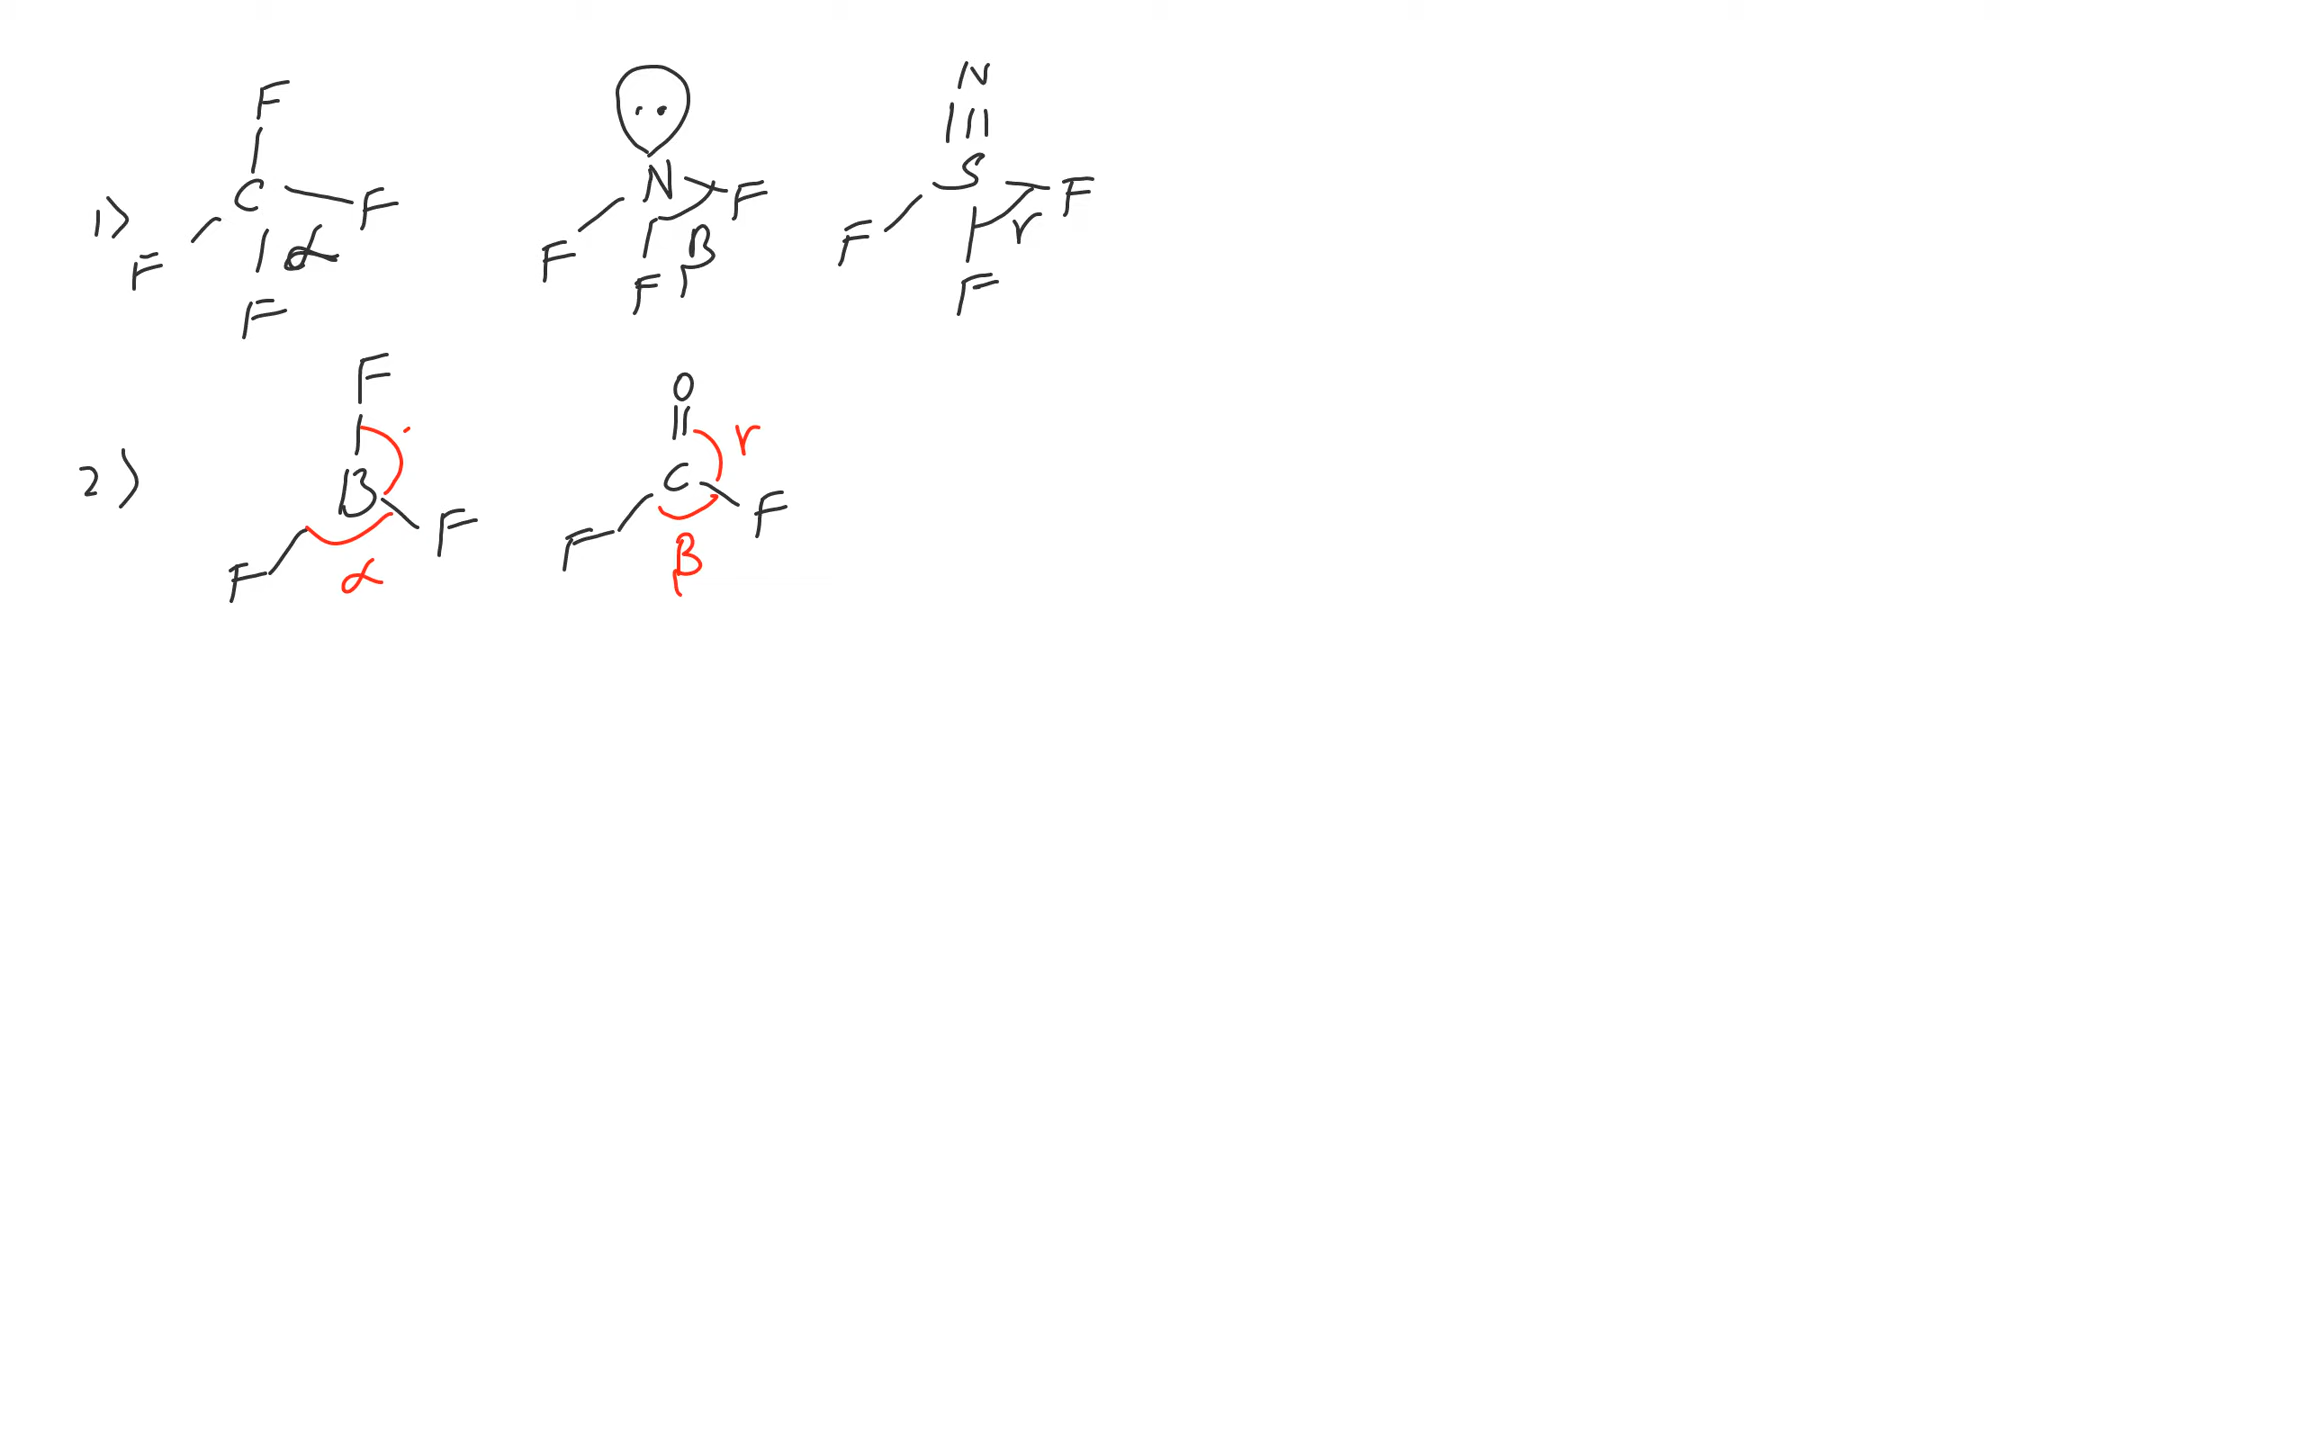 F N
1) C F N F S F
F α F β F r
F F F
F O
2) B C r
F F F F
α β